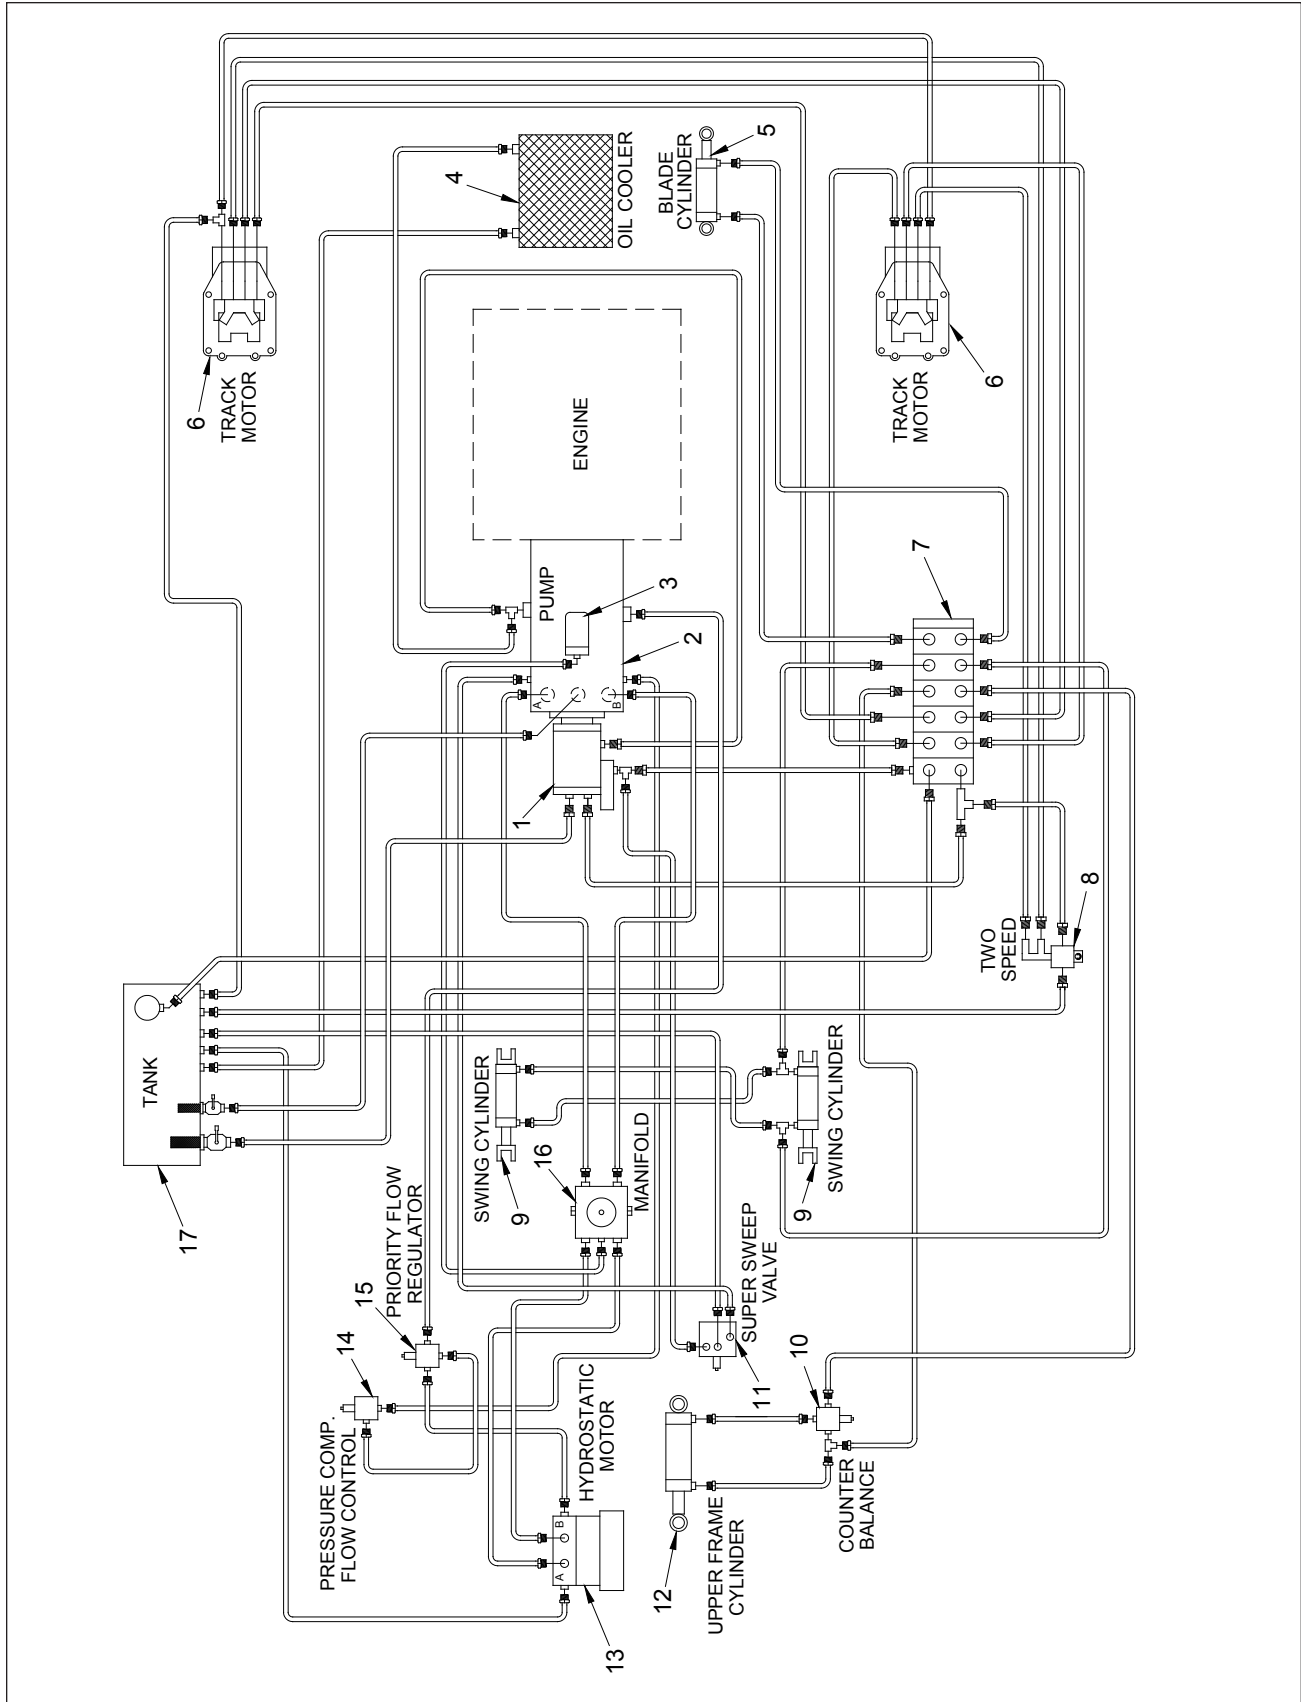 TANK
17
6
TRACK
MOTOR
4
OIL COOLER
BLADE
CYLINDER
5
ENGINE
PUMP
3
2
A
B
1
7
TRACK
MOTOR
6
TWO
SPEED
8
SWING CYLINDER
9
16
MANIFOLD
SWING CYLINDER
9
PRIORITY FLOW
REGULATOR
15
14
PRESSURE COMP.
FLOW CONTROL
HYDROSTATIC
MOTOR
A
B
13
SUPER SWEEP
VALVE
11
10
COUNTER
BALANCE
12
UPPER FRAME
CYLINDER